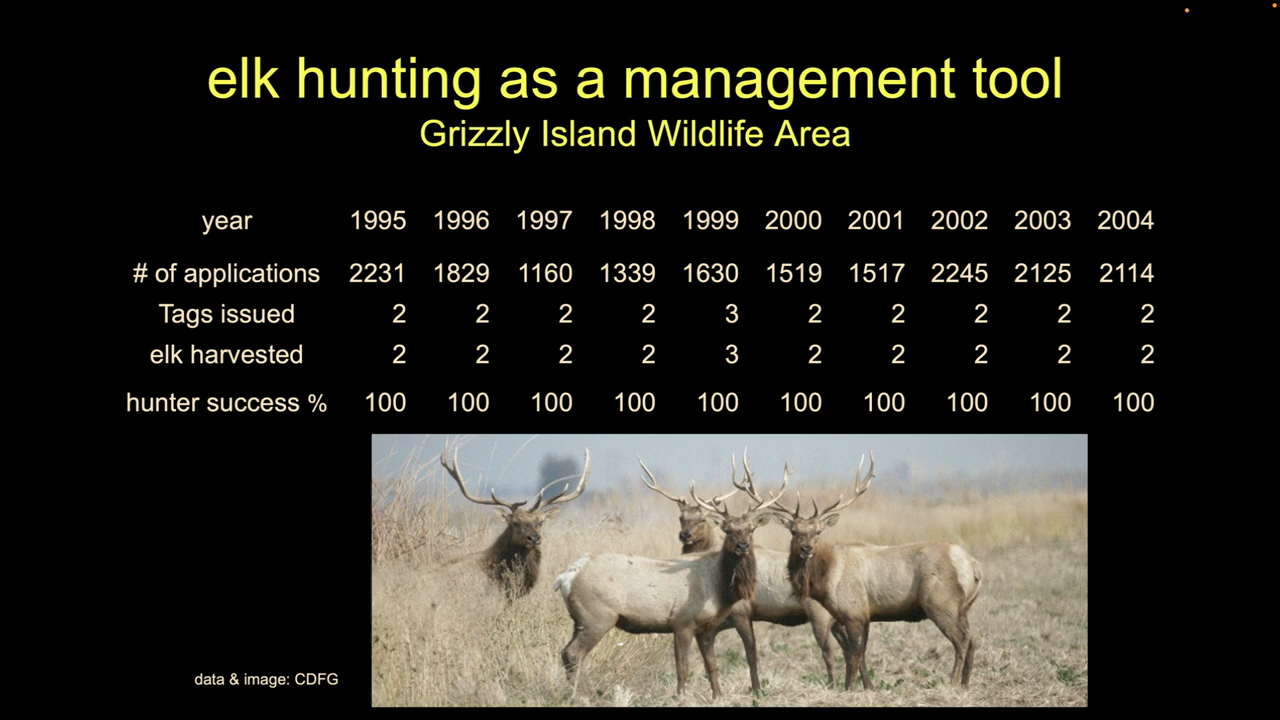 elk hunting as a management tool
Grizzly Island Wildlife Area
year 1995 1996 1997 1998 1999 2000 2001 2002 2003 2004
# of applications 2231 1829 1160 1339 1630 1519 1517 2245 2125 2114
Tags issued 2 2 2 2 3 2 2 2 2 2
elk harvested 2 2 2 2 3 2 2 2 2 2
hunter success % 100 100 100 100 100 100 100 100 100 100
data & image: CDFG